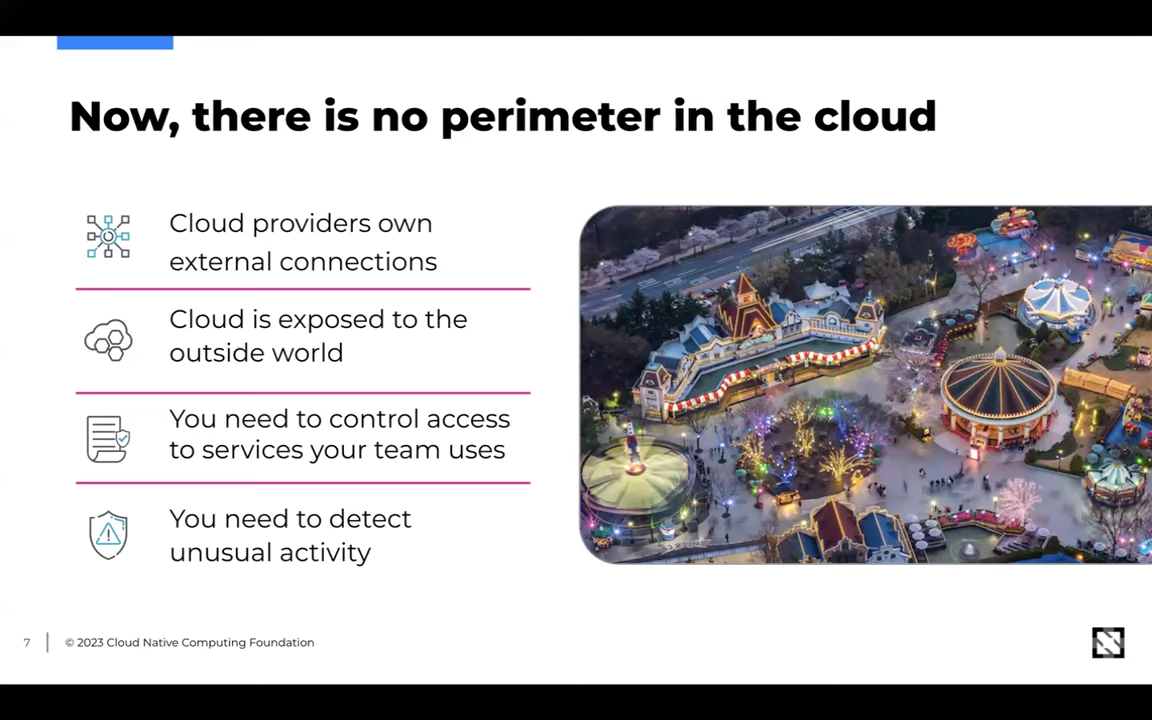 Now, there is no perimeter in the cloud
Cloud providers own
external connections
Cloud is exposed to the
outside world
You need to control access
to services your team uses
You need to detect
unusual activity
7
© 2023 Cloud Native Computing Foundation